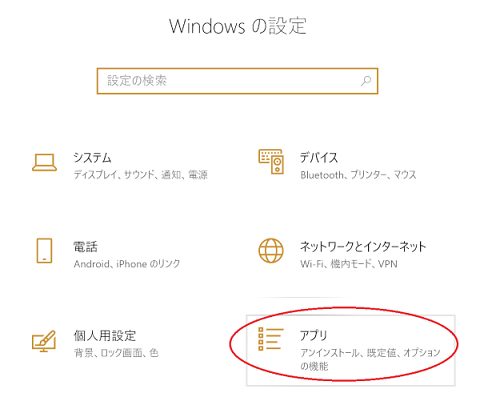 Windows の設定
設定の検索
システム
ディスプレイ、サウンド、通知、電源
デバイス
Bluetooth、プリンター、マウス
電話
Android、iPhone のリンク
ネットワークとインターネット
Wi-Fi、機内モード、VPN
個人用設定
背景、ロック画面、色
アプリ
アンインストール、既定値、オプション
の機能